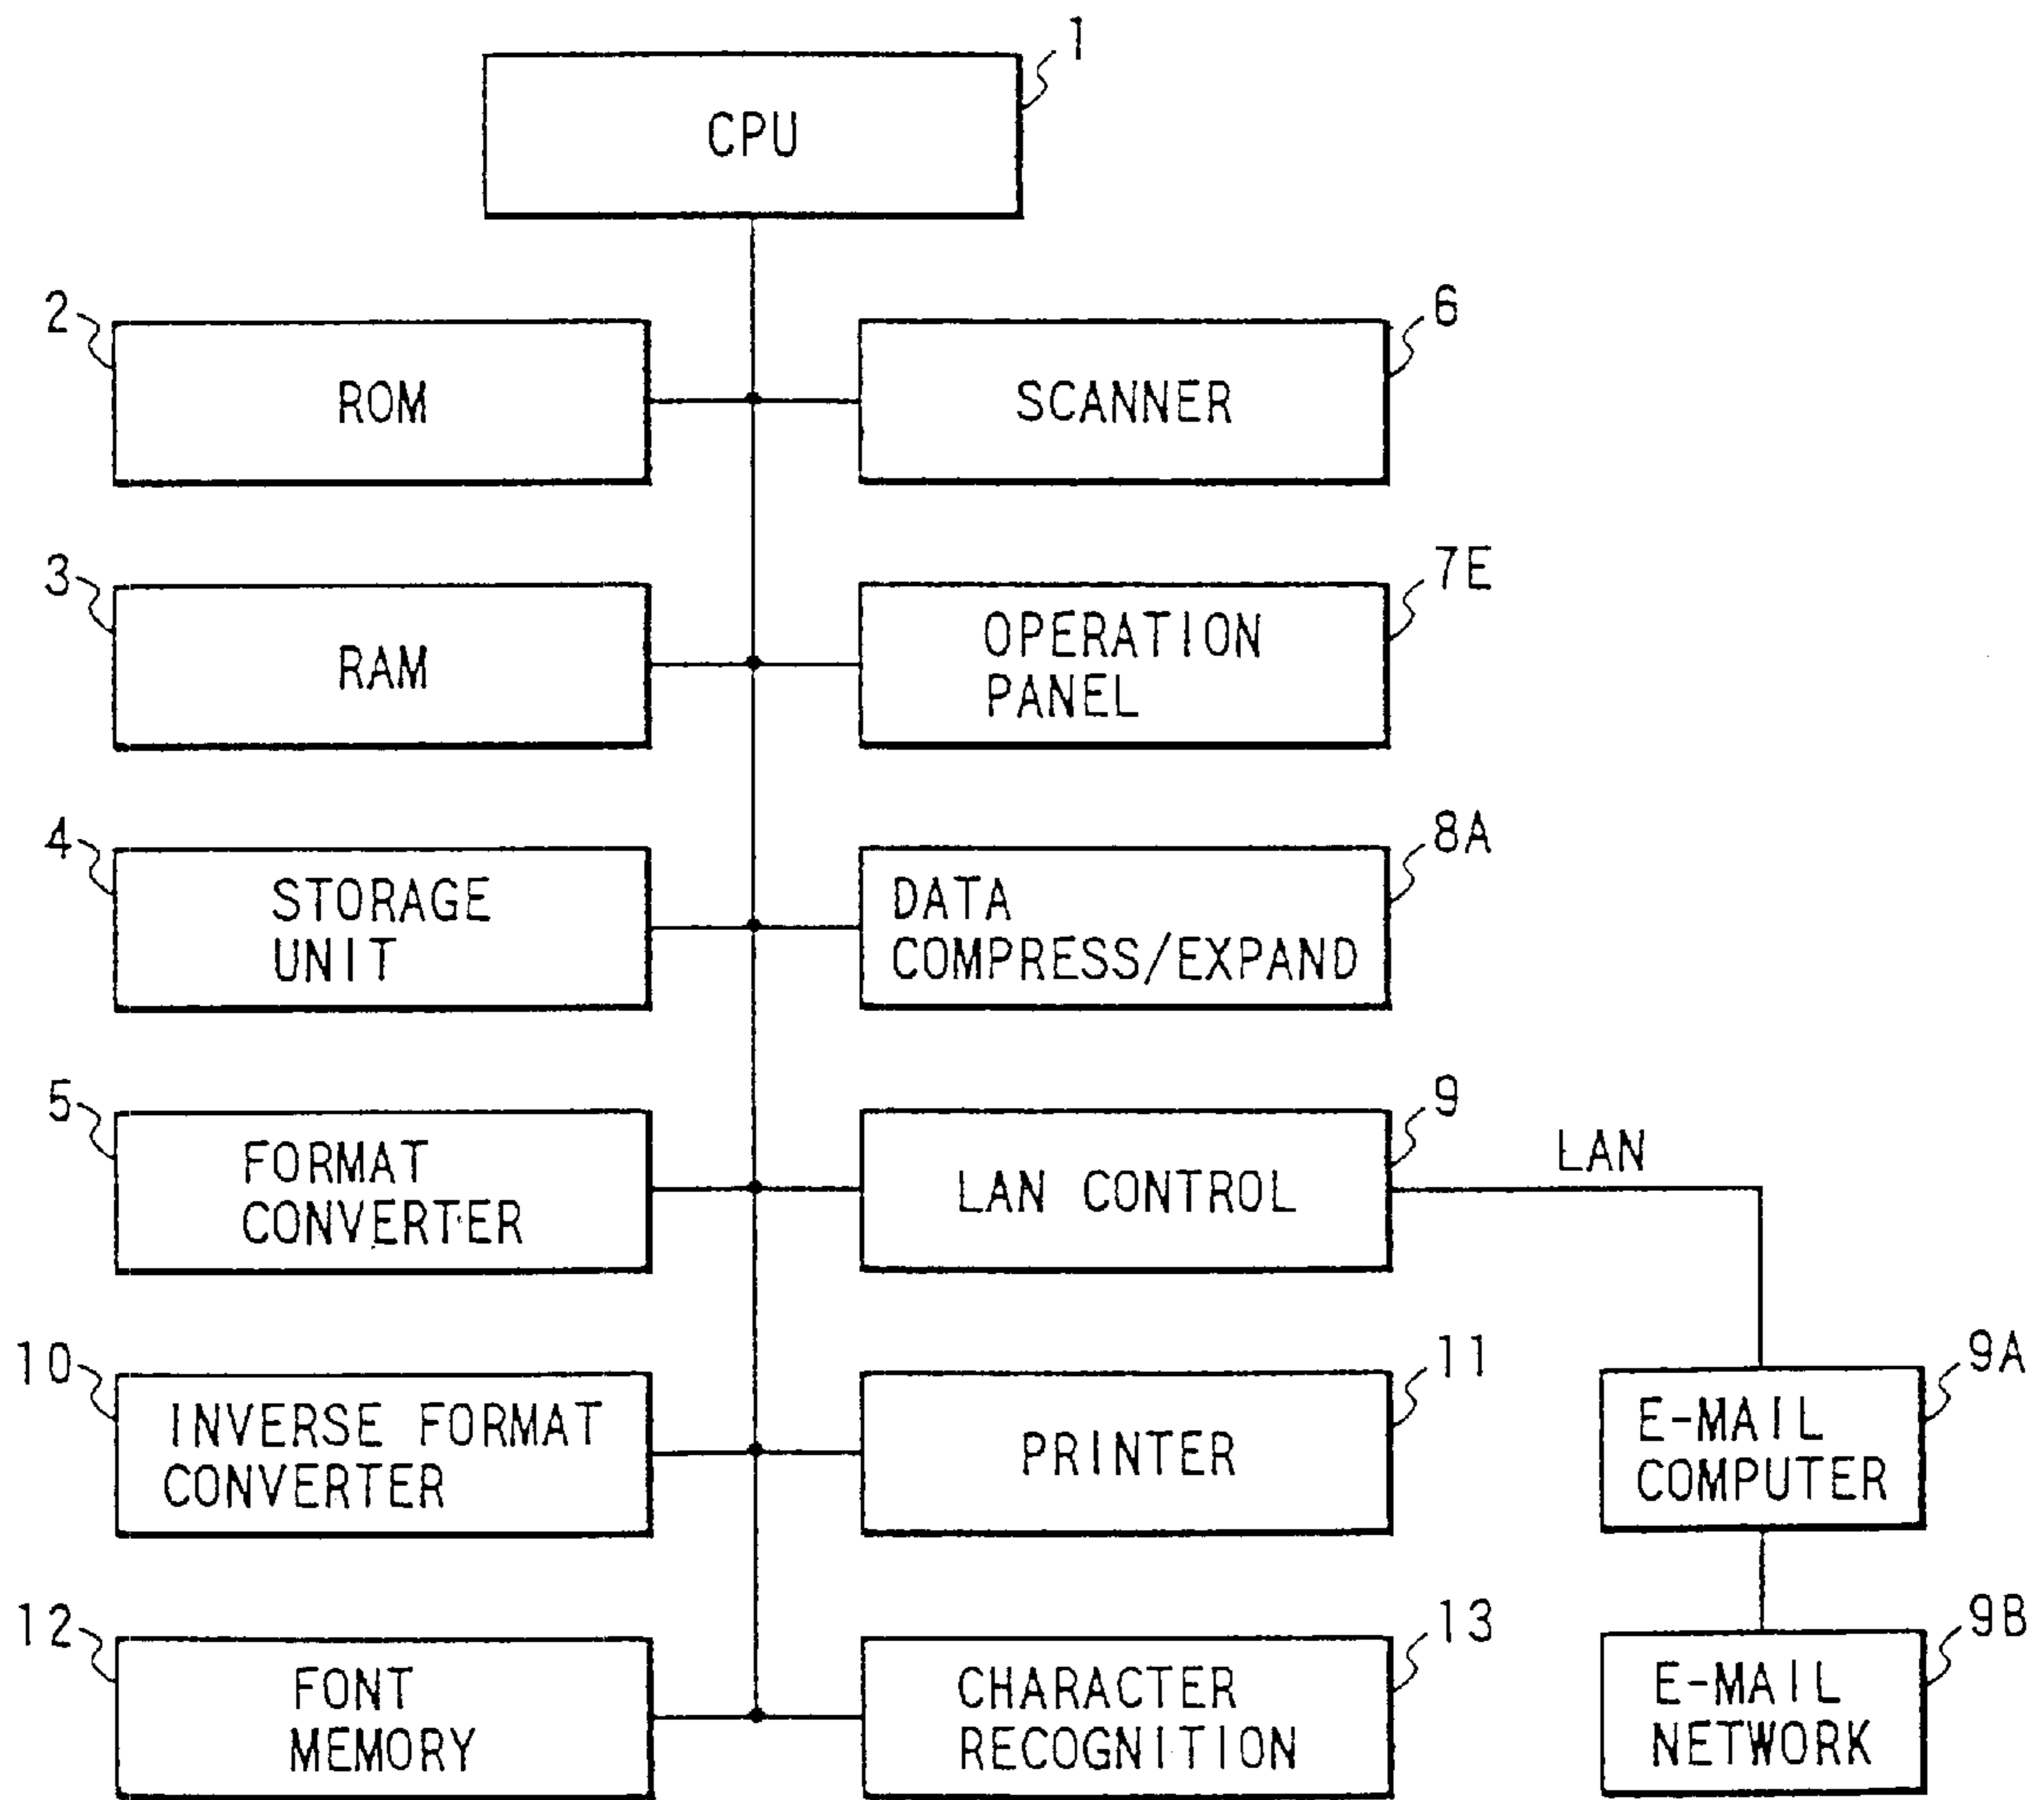 1
CPU
2
ROM
6
SCANNER
3
RAM
7E
OPERATION
PANEL
4
STORAGE
UNIT
8A
DATA
COMPRESS/EXPAND
5
FORMAT
CONVERTER
9
LAN CONTROL
LAN
10
INVERSE FORMAT
CONVERTER
11
PRINTER
9A
E-MAIL
COMPUTER
12
FONT
MEMORY
13
CHARACTER
RECOGNITION
9B
E-MAIL
NETWORK